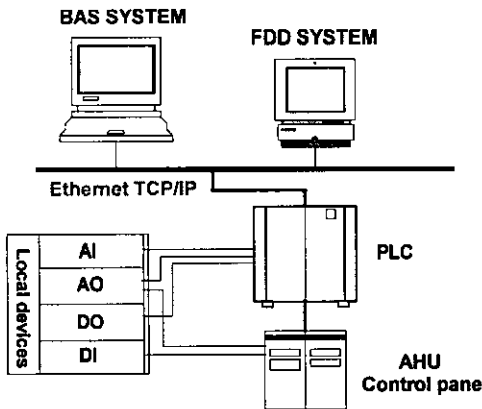 BAS SYSTEM
FDD SYSTEM
Ethernet TCP/IP
Local devices
AI
AO
DO
DI
PLC
AHU
Control pane